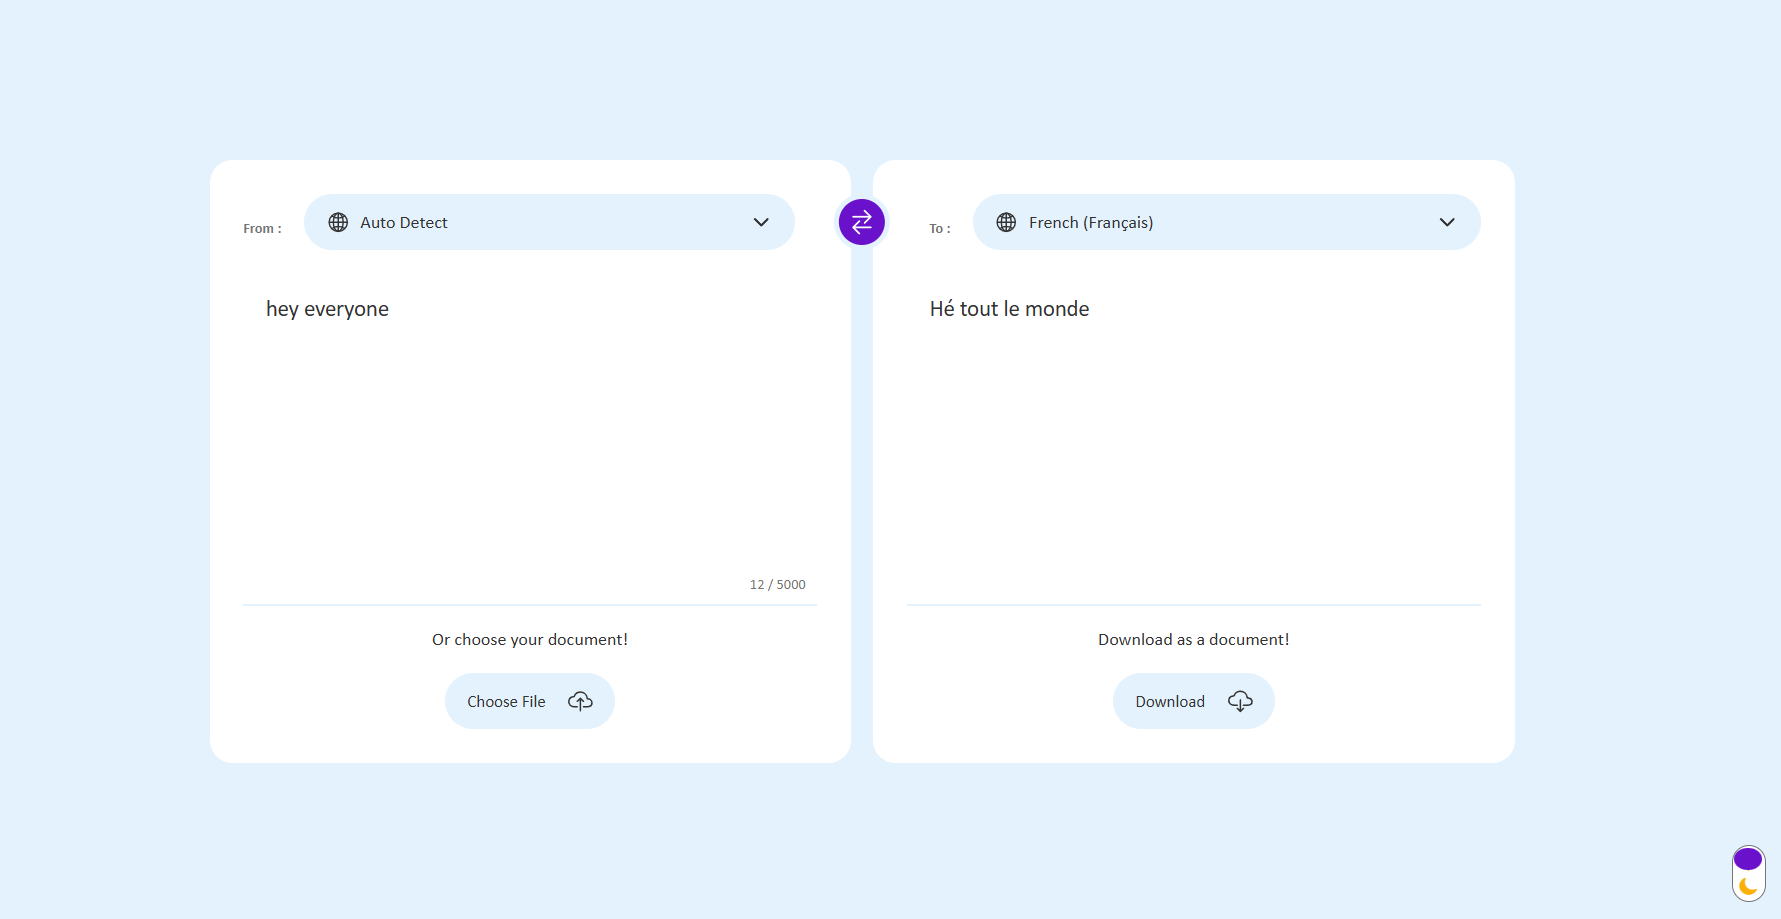 From :
Auto Detect
hey everyone
12 / 5000
Or choose your document!
Choose File
To :
French (Français)
Hé tout le monde
Download as a document!
Download